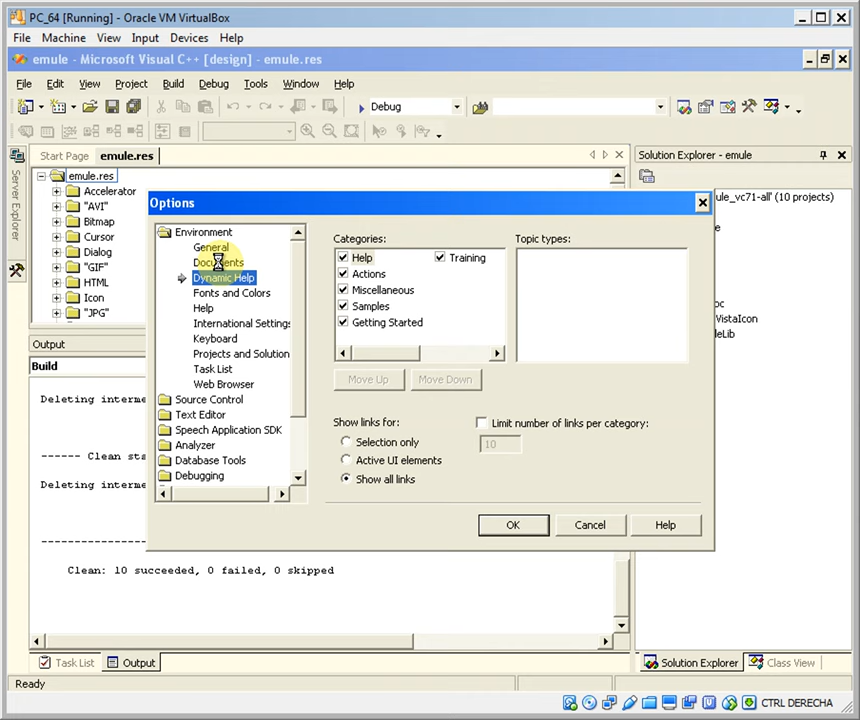 PC_64 [Running] - Oracle VM VirtualBox
File Machine View Input Devices Help
emule - Microsoft Visual C++ [design] - emule.res
File Edit View Project Build Debug Tools Window Help
Debug
Start Page emule.res
Solution Explorer - emule
Server Explorer
emule.res
Accelerator
"AVI"
Bitmap
Cursor
Dialog
"GIF"
HTML
Icon
"JPG"
ule_vc71-all' (10 projects)
e
oc
VistaIcon
eLib
Options
Environment
General
Documents
Dynamic Help
Fonts and Colors
Help
International Settings
Keyboard
Projects and Solution
Task List
Web Browser
Source Control
Text Editor
Speech Application SDK
Analyzer
Database Tools
Debugging
Categories:
Help Training
Actions
Miscellaneous
Samples
Getting Started
Topic types:
Move Up Move Down
Show links for:
Selection only
Active UI elements
Show all links
Limit number of links per category:
10
OK Cancel Help
Output
Build
Deleting interme
------ Clean sta
Deleting interme
Clean: 10 succeeded, 0 failed, 0 skipped
Task List Output
Solution Explorer Class View
Ready
CTRL DERECHA